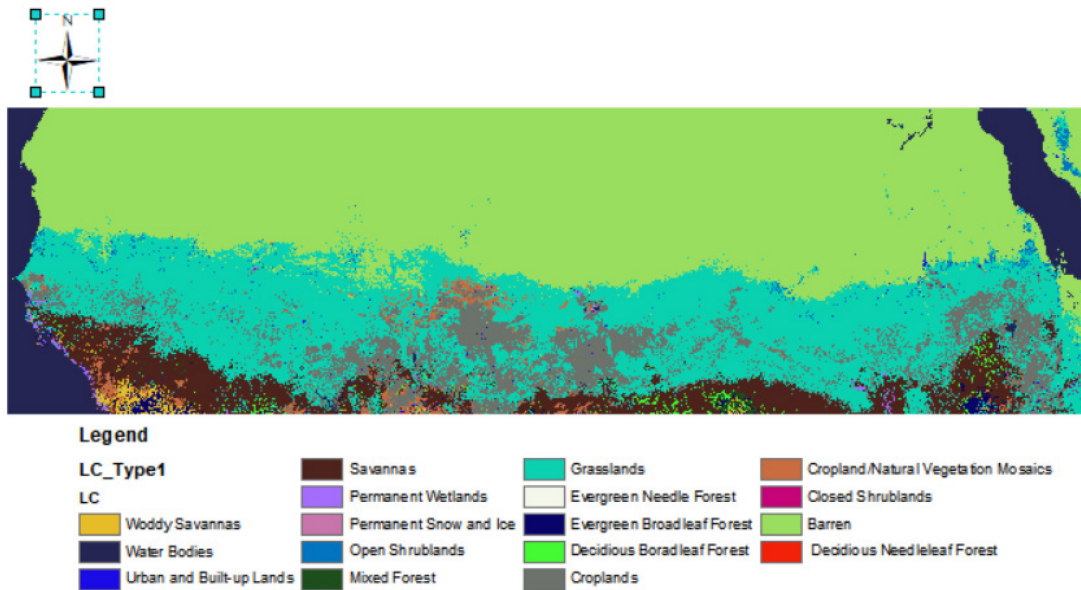 N
Legend
LC_Type1
LC
Woddy Savannas
Water Bodies
Urban and Built-up Lands
Savannas
Permanent Wetlands
Permanent Snow and Ice
Open Shrublands
Mixed Forest
Grasslands
Evergreen Needle Forest
Evergreen Broadleaf Forest
Decidious Boradleaf Forest
Croplands
Cropland/Natural Vegetation Mosaics
Closed Shrublands
Barren
Decidious Needleleaf Forest